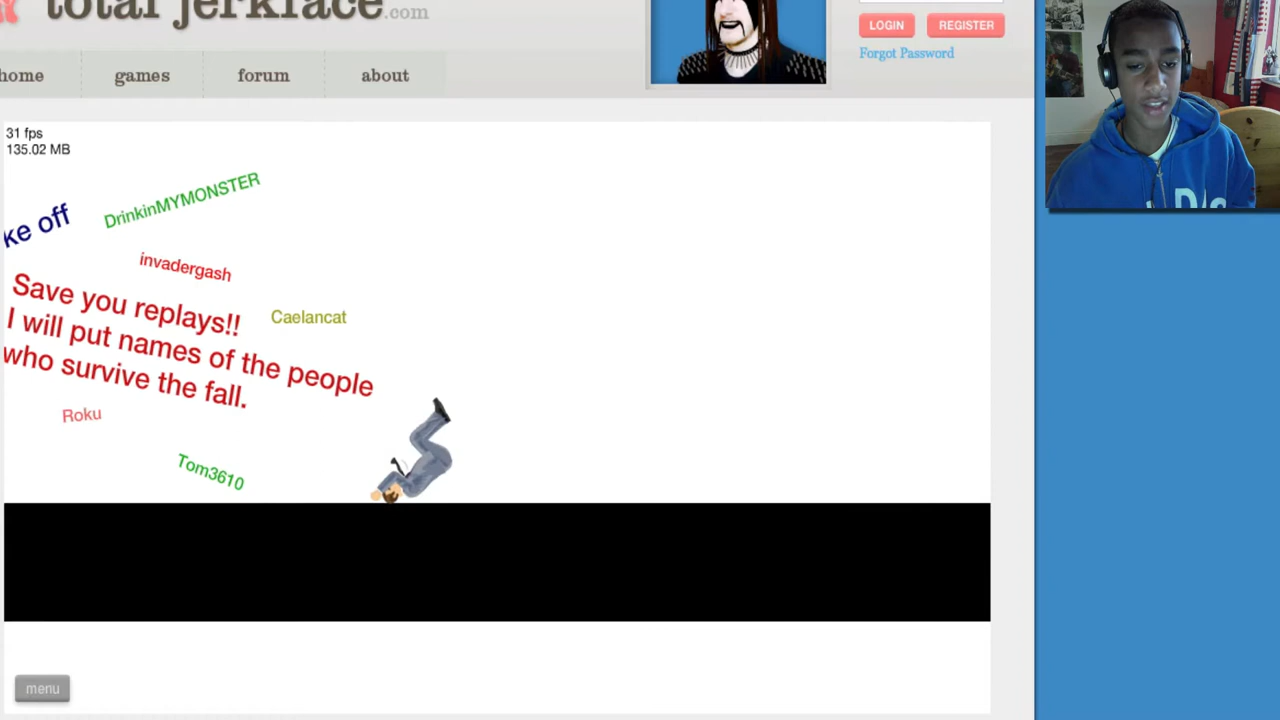 total jerkface.com
LOGIN
REGISTER
Forgot Password
home
games
forum
about
31 fps
135.02 MB
ke off
DrinkinMYMONSTER
invadergash
Save you replays!!
I will put names of the people
who survive the fall.
Caelancat
Roku
Tom3610
menu